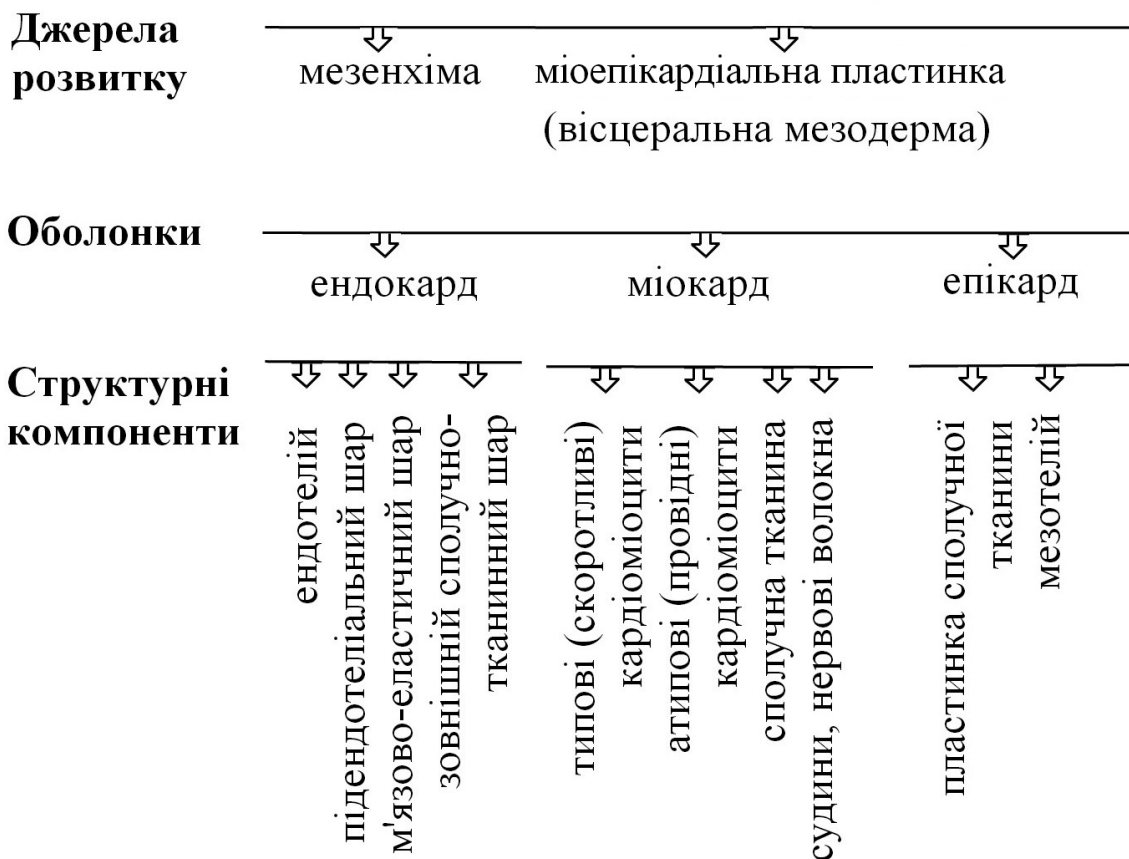 Джерела
розвитку
мезенхіма
міоепікардіальна пластинка
(вісцеральна мезодерма)
Оболонки
ендокард
міокард
епікард
Структурні
компоненти
ендотелій
підендотеліальний шар
м'язово-еластичний шар
зовнішній сполучно-
тканинний шар
типові (скоротливі)
кардіоміоцити
атипові (провідні)
кардіоміоцити
сполучна тканина
судини, нервові волокна
пластинка сполучної
тканини
мезотелій